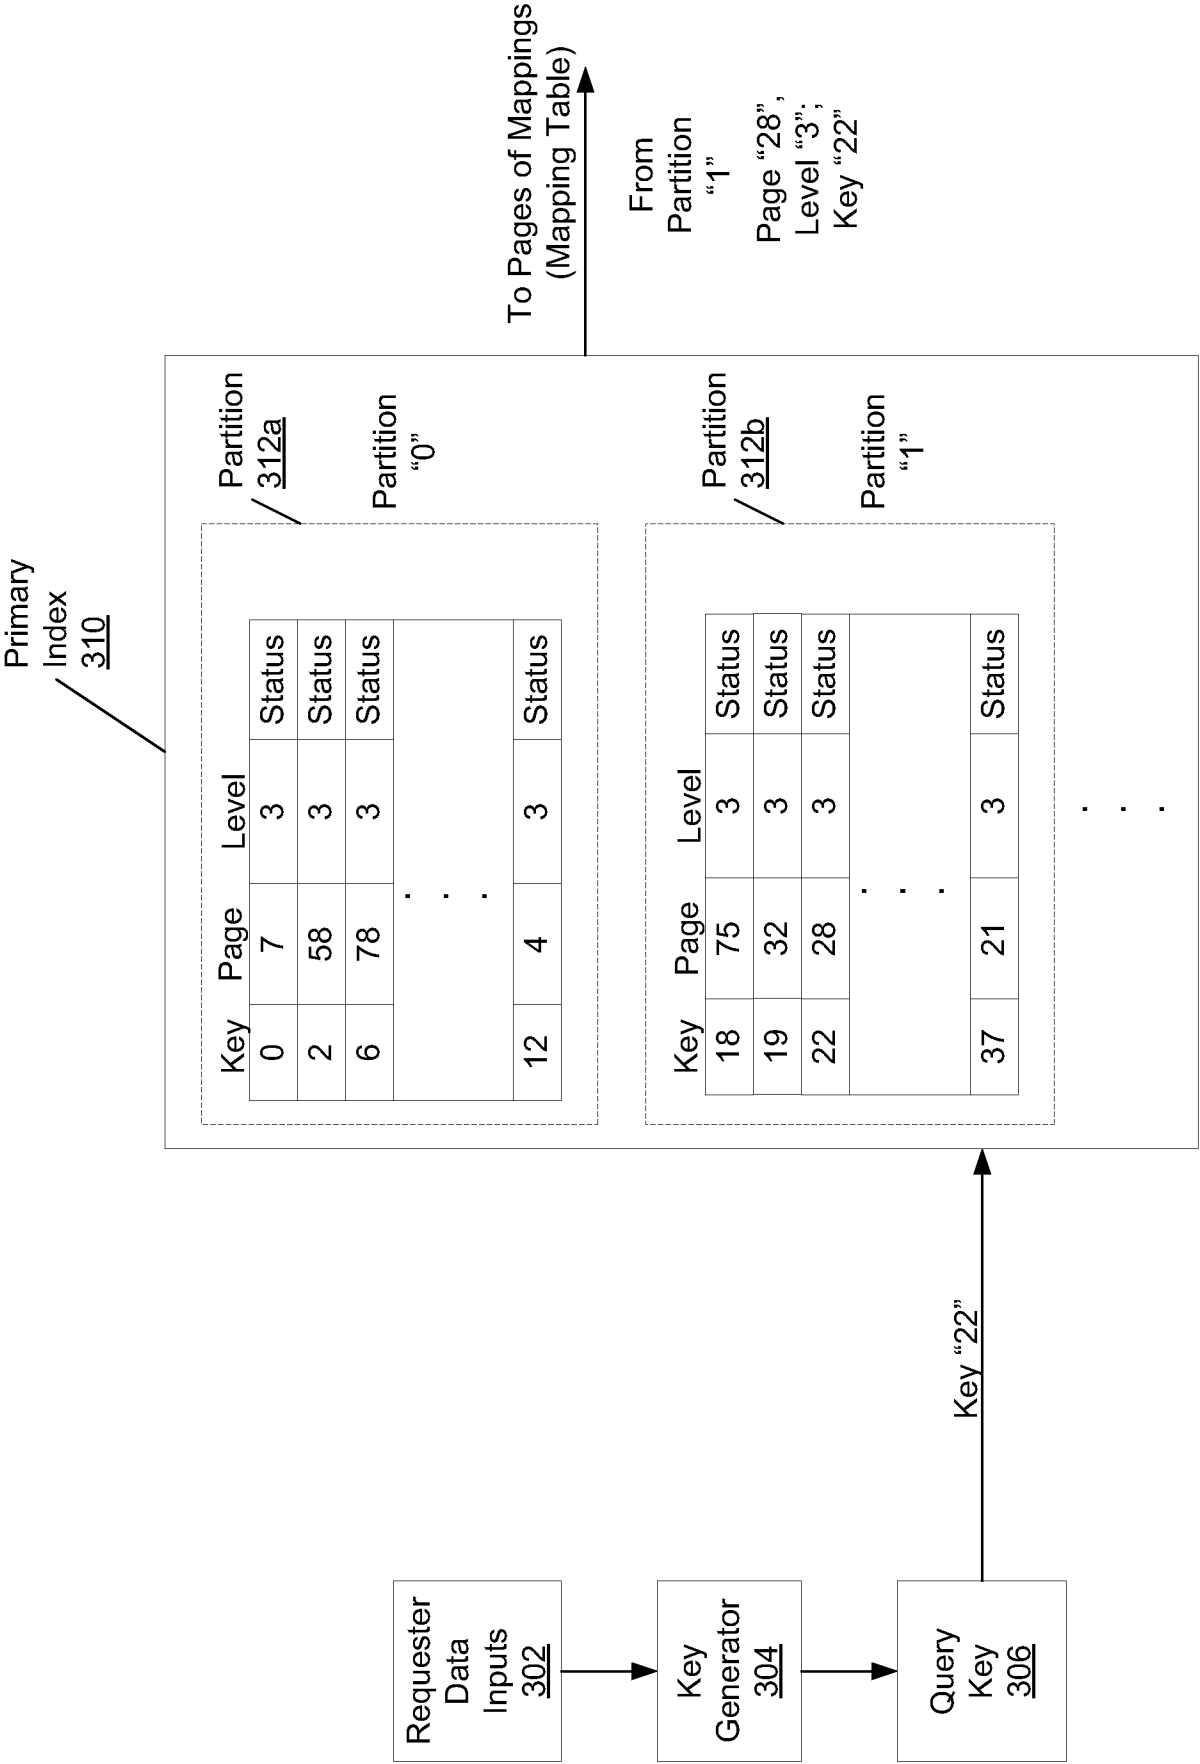 Primary
Index
310
Partition
312a
Partition
“0”
Key Page Level
0 7 3 Status
2 58 3 Status
6 78 3 Status
. . .
12 4 3 Status
Partition
312b
Partition
“1”
Key Page Level
18 75 3 Status
19 32 3 Status
22 28 3 Status
. . .
37 21 3 Status
. . .
Requester
Data
Inputs
302
Key
Generator
304
Query
Key
306
Key “22”
To Pages of Mappings
(Mapping Table)
From
Partition
“1”
Page “28”,
Level “3”;
Key “22”